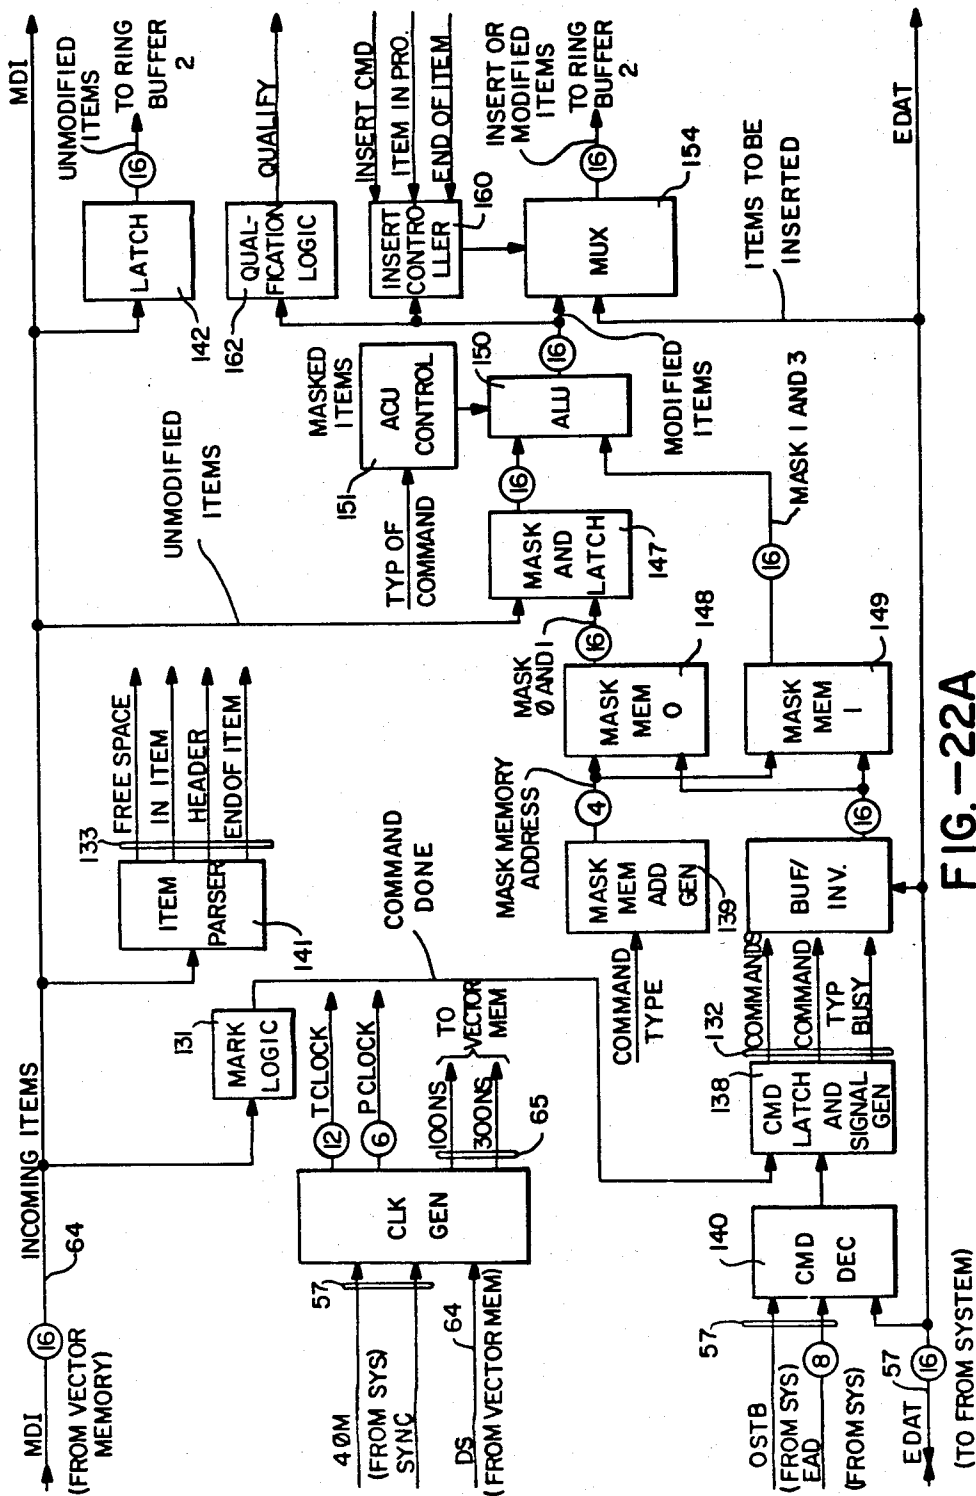 MDI
16
(FROM VECTOR
MEMORY)
64
INCOMING ITEMS
MDI
131
MARK
LOGIC
ITEM
PARSER
141
133
FREE SPACE
IN ITEM
HEADER
END OF ITEM
UNMODIFIED
ITEMS
LATCH
142
16
UNMODIFIED
ITEMS
TO RING
BUFFER
2
162
QUAL-
FICATION
LOGIC
QUALIFY
40M
(FROM SYS)
SYNC
57
DS
64
(FROM VECTOR MEM)
CLK
GEN
12
T CLOCK
6
P CLOCK
100NS
300NS
TO
VECTOR
MEM
65
COMMAND
DONE
TYP OF
COMMAND
151
ACU
CONTROL
MASKED
ITEMS
INSERT
CONTRO
LLER
160
INSERT CMD
ITEM IN PRO.
END OF ITEM
MASK
AND
LATCH
147
16
ALU
150
16
MODIFIED
ITEMS
MUX
154
16
INSERT OR
MODIFIED
ITEMS
TO RING
BUFFER
2
COMMAND
TYPE
MASK
MEM
ADD
GEN
139
4
MASK MEMORY
ADDRESS
MASK
MEM
0
148
16
MASK
0 AND 1
MASK
MEM
1
149
16
MASK 1 AND 3
ITEMS TO BE
INSERTED
OSTB
(FROM SYS)
EAD
8
(FROM SYS)
57
CMD
DEC
140
138
CMD
LATCH
AND
SIGNAL
GEN
132
COMMANDS
COMMAND
TYP
BUSY
BUF/
INV.
16
EDAT
57
16
(TO FROM SYSTEM)
EDAT
FIG.—22A